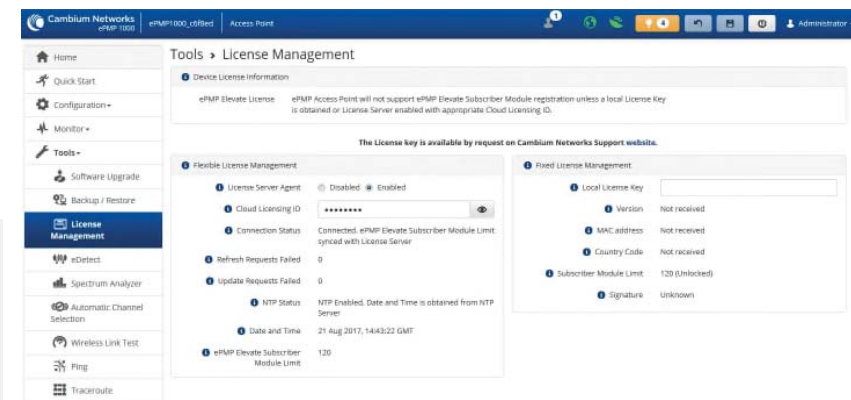 Cambium Networks
ePMP 1000
ePMP1000_c6f8ed
Access Point
1
4
Administrator
Home
Quick Start
Configuration
Monitor
Tools
Software Upgrade
Backup / Restore
License
Management
eDetect
Spectrum Analyzer
Automatic Channel
Selection
Wireless Link Test
Ping
Traceroute
Tools > License Management
Device License Information
ePMP Elevate License
ePMP Access Point will not support ePMP Elevate Subscriber Module registration unless a local License Key
is obtained or License Server enabled with appropriate Cloud Licensing ID.
The License key is available by request on Cambium Networks Support website.
Flexible License Management
License Server Agent Disabled Enabled
Cloud Licensing ID ••••••••
Connection Status Connected, ePMP Elevate Subscriber Module Limit
synced with License Server
Refresh Requests Failed 0
Update Requests Failed 0
NTP Status NTP Enabled, Date and Time is obtained from NTP
Server
Date and Time 21 Aug 2017, 14:43:22 GMT
ePMP Elevate Subscriber 120
Module Limit
Fixed License Management
Local License Key
Version Not received
MAC address Not received
Country Code Not received
Subscriber Module Limit 120 (Unlocked)
Signature Unknown